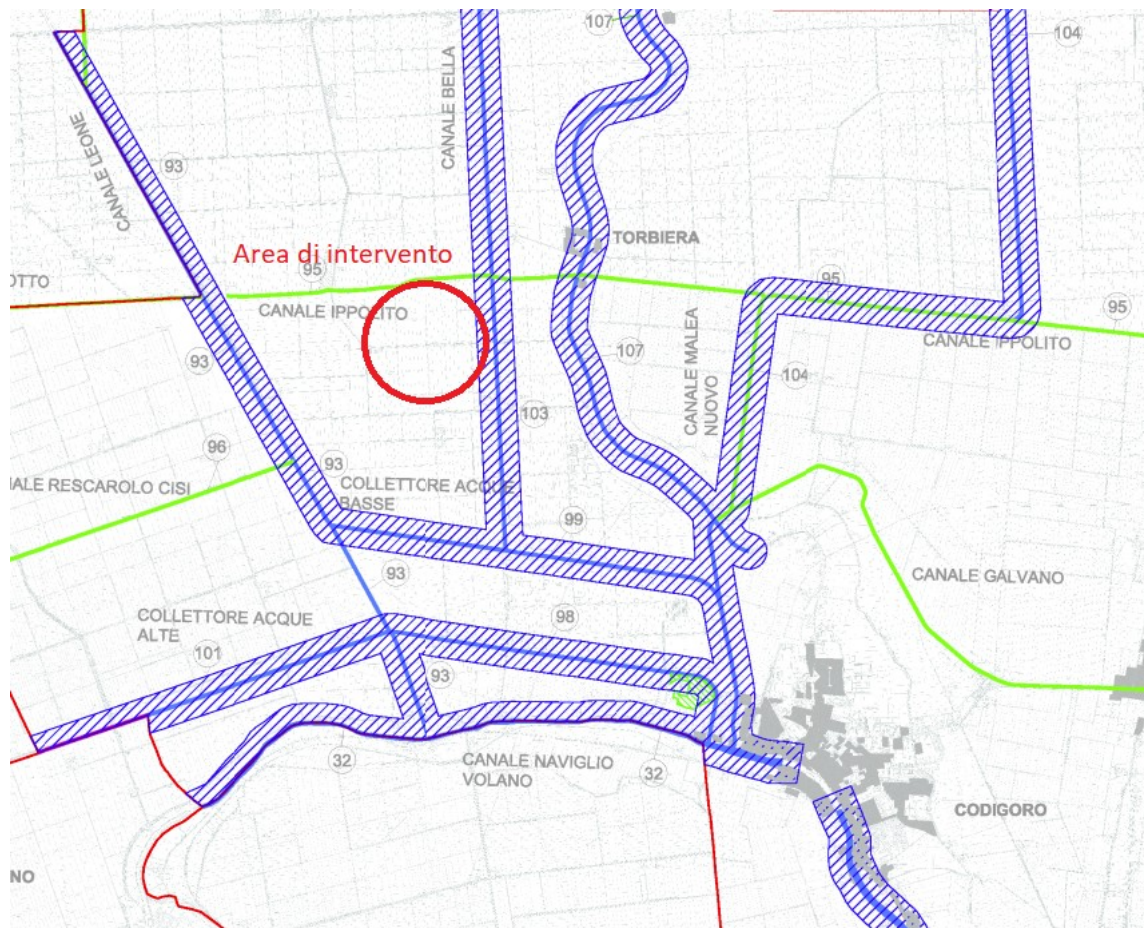 107
104
CANALE BELLA
CANALE LEONE
93
TORBIERA
Area di intervento
95
95
OTTO
CANALE IPPOLITO
95
CANALE IPPOLITO
93
107
CANALE MALEA
NUOVO
104
103
96
93
COLLETTORE ACQUE
BASSE
IALE RESCAROLO CISI
99
93
CANALE GALVANO
COLLETTORE ACQUE
ALTE
98
101
93
32
CANALE NAVIGLIO
VOLANO
32
CODIGORO
NO